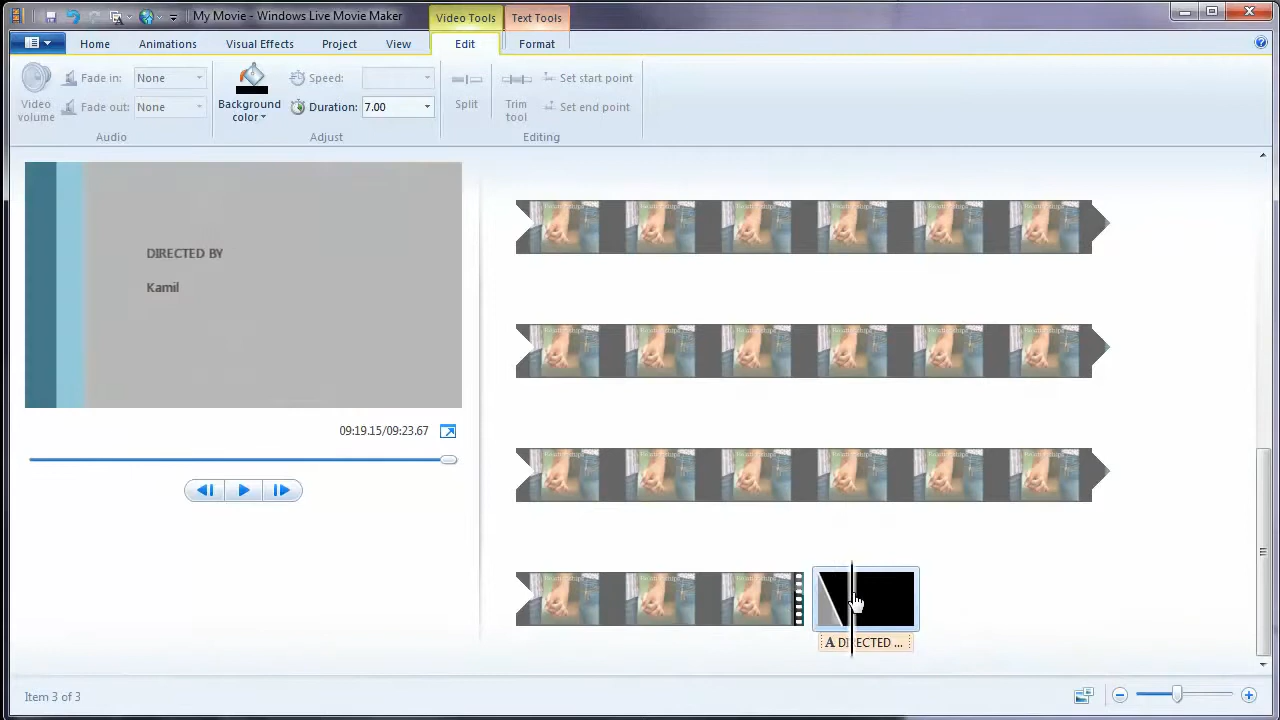 My Movie - Windows Live Movie Maker
Video Tools
Text Tools
Home
Animations
Visual Effects
Project
View
Edit
Format
Video volume
Fade in: None
Fade out: None
Background color
Speed:
Duration: 7.00
Split
Trim tool
Set start point
Set end point
Audio
Adjust
Editing
DIRECTED BY
Kamil
09:19.15/09:23.67
A DIRECTED ...
Item 3 of 3